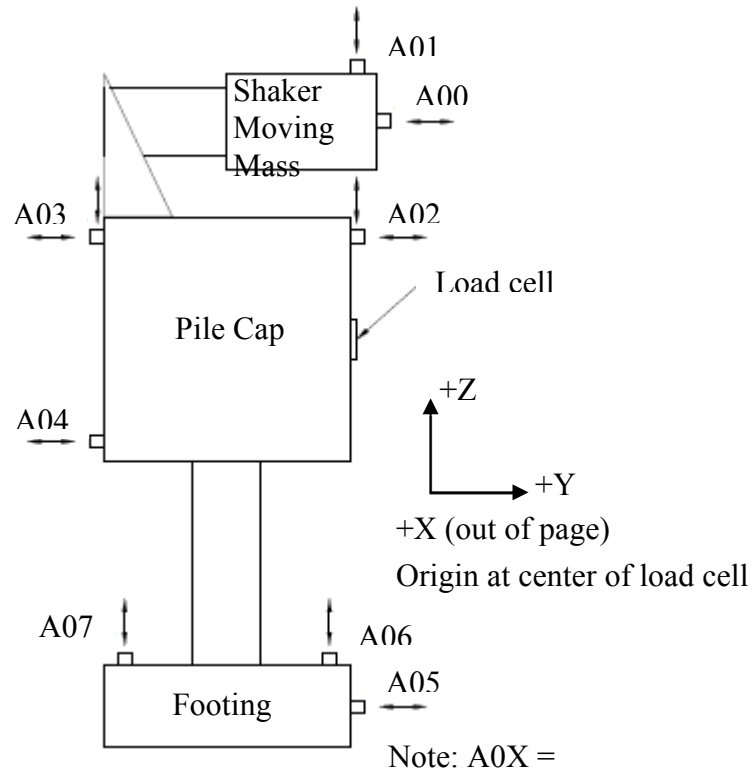 A01
A00
Shaker
Moving
Mass
A03
A02
Load cell
Pile Cap
A04
+Z
+Y
+X (out of page)
Origin at center of load cell
A07
A06
A05
Footing
Note: A0X =